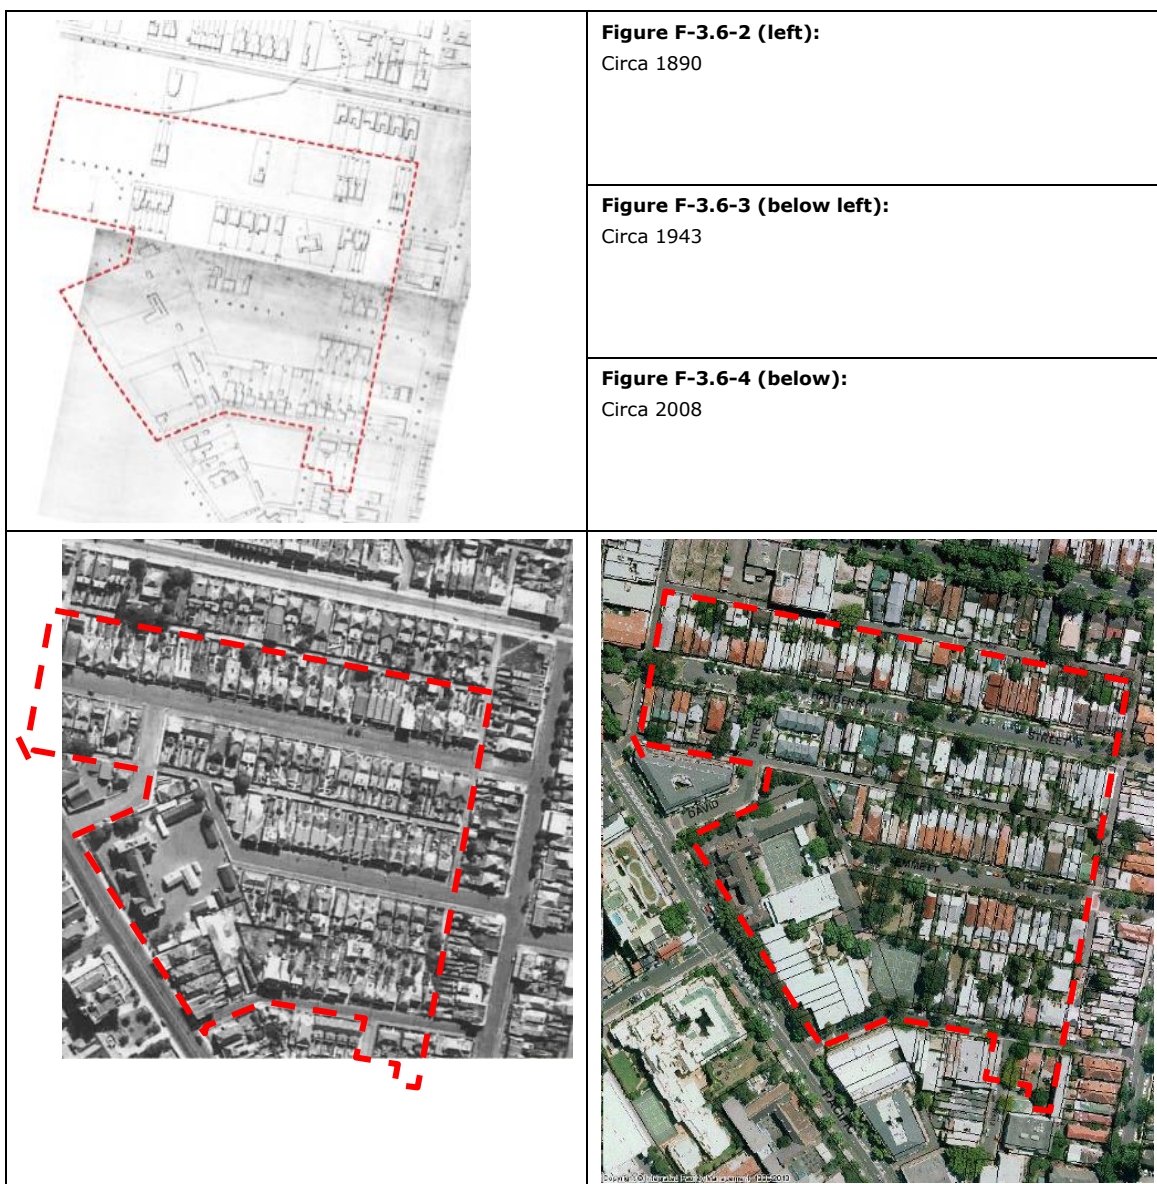 Figure F-3.6-2 (left):
Circa 1890
Figure F-3.6-3 (below left):
Circa 1943
Figure F-3.6-4 (below):
Circa 2008
STREET
DAVID
STREET